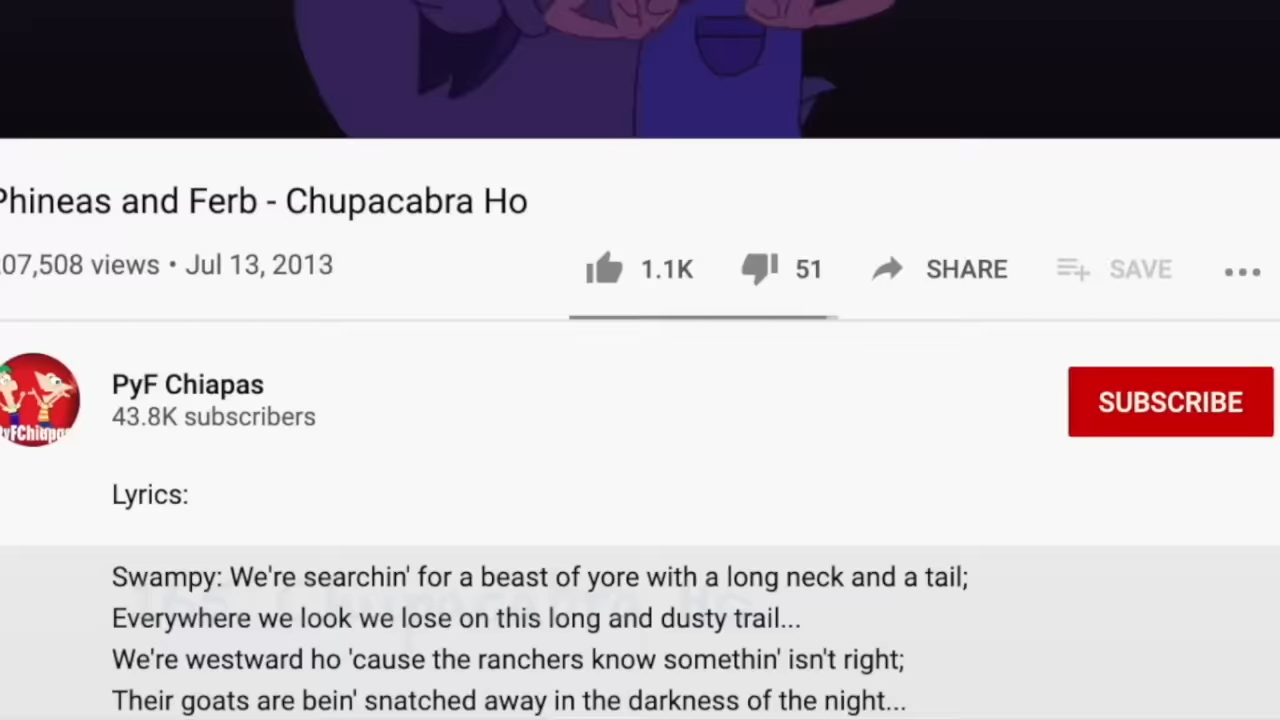 Phineas and Ferb - Chupacabra Ho
07,508 views • Jul 13, 2013
1.1K
51
SHARE
SAVE
PyF Chiapas
43.8K subscribers
SUBSCRIBE
Lyrics:
Swampy: We're searchin' for a beast of yore with a long neck and a tail;
Everywhere we look we lose on this long and dusty trail...
We're westward ho 'cause the ranchers know somethin' isn't right;
Their goats are bein' snatched away in the darkness of the night...